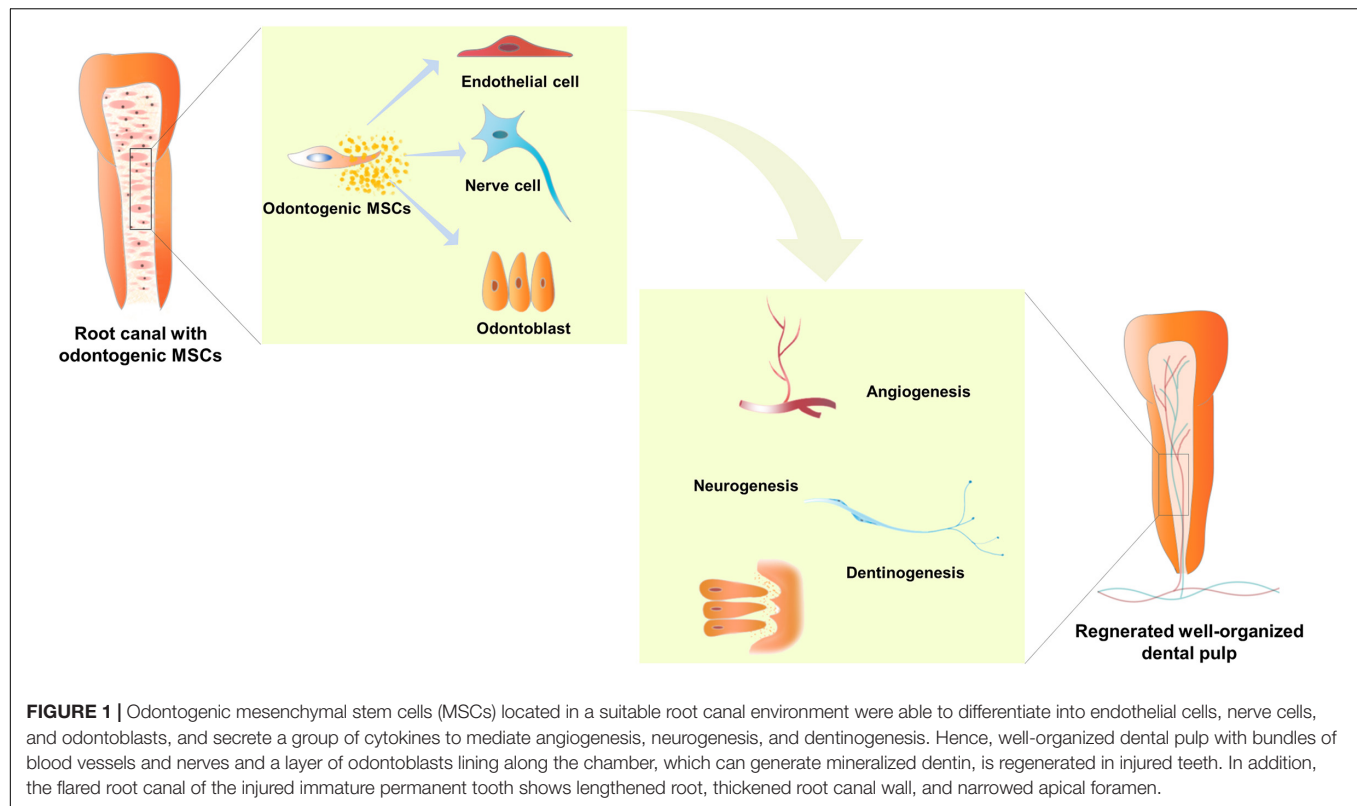 Endothelial cell
Nerve cell
Odontogenic MSCs
Odontoblast
Root canal with
odontogenic MSCs
Angiogenesis
Neurogenesis
Dentinogenesis
Regnerated well-organized
dental pulp
FIGURE 1 | Odontogenic mesenchymal stem cells (MSCs) located in a suitable root canal environment were able to differentiate into endothelial cells, nerve cells,
and odontoblasts, and secrete a group of cytokines to mediate angiogenesis, neurogenesis, and dentinogenesis. Hence, well-organized dental pulp with bundles of
blood vessels and nerves and a layer of odontoblasts lining along the chamber, which can generate mineralized dentin, is regenerated in injured teeth. In addition,
the flared root canal of the injured immature permanent tooth shows lengthened root, thickened root canal wall, and narrowed apical foramen.